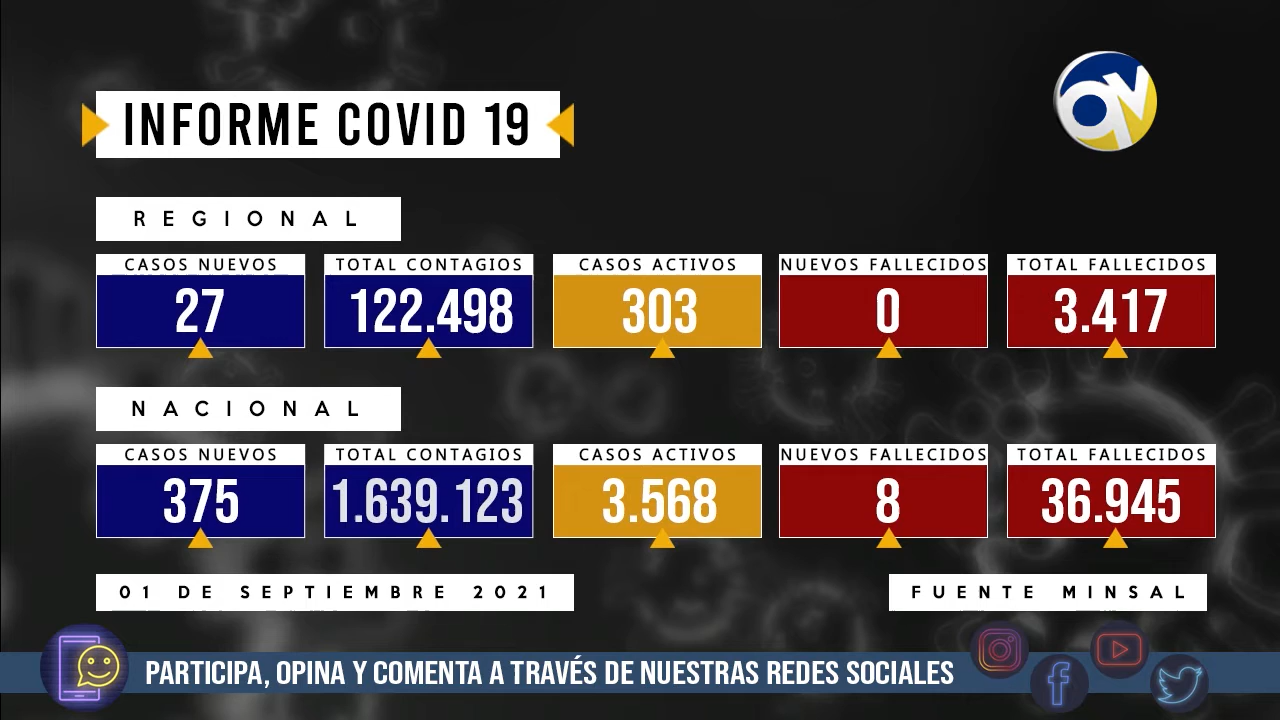 INFORME COVID 19
REGIONAL
CASOS NUEVOS
27
TOTAL CONTAGIOS
122.498
CASOS ACTIVOS
303
NUEVOS FALLECIDOS
0
TOTAL FALLECIDOS
3.417
NACIONAL
CASOS NUEVOS
375
TOTAL CONTAGIOS
1.639.123
CASOS ACTIVOS
3.568
NUEVOS FALLECIDOS
8
TOTAL FALLECIDOS
36.945
01 DE SEPTIEMBRE 2021
FUENTE MINSAL
PARTICIPA, OPINA Y COMENTA A TRAVÉS DE NUESTRAS REDES SOCIALES